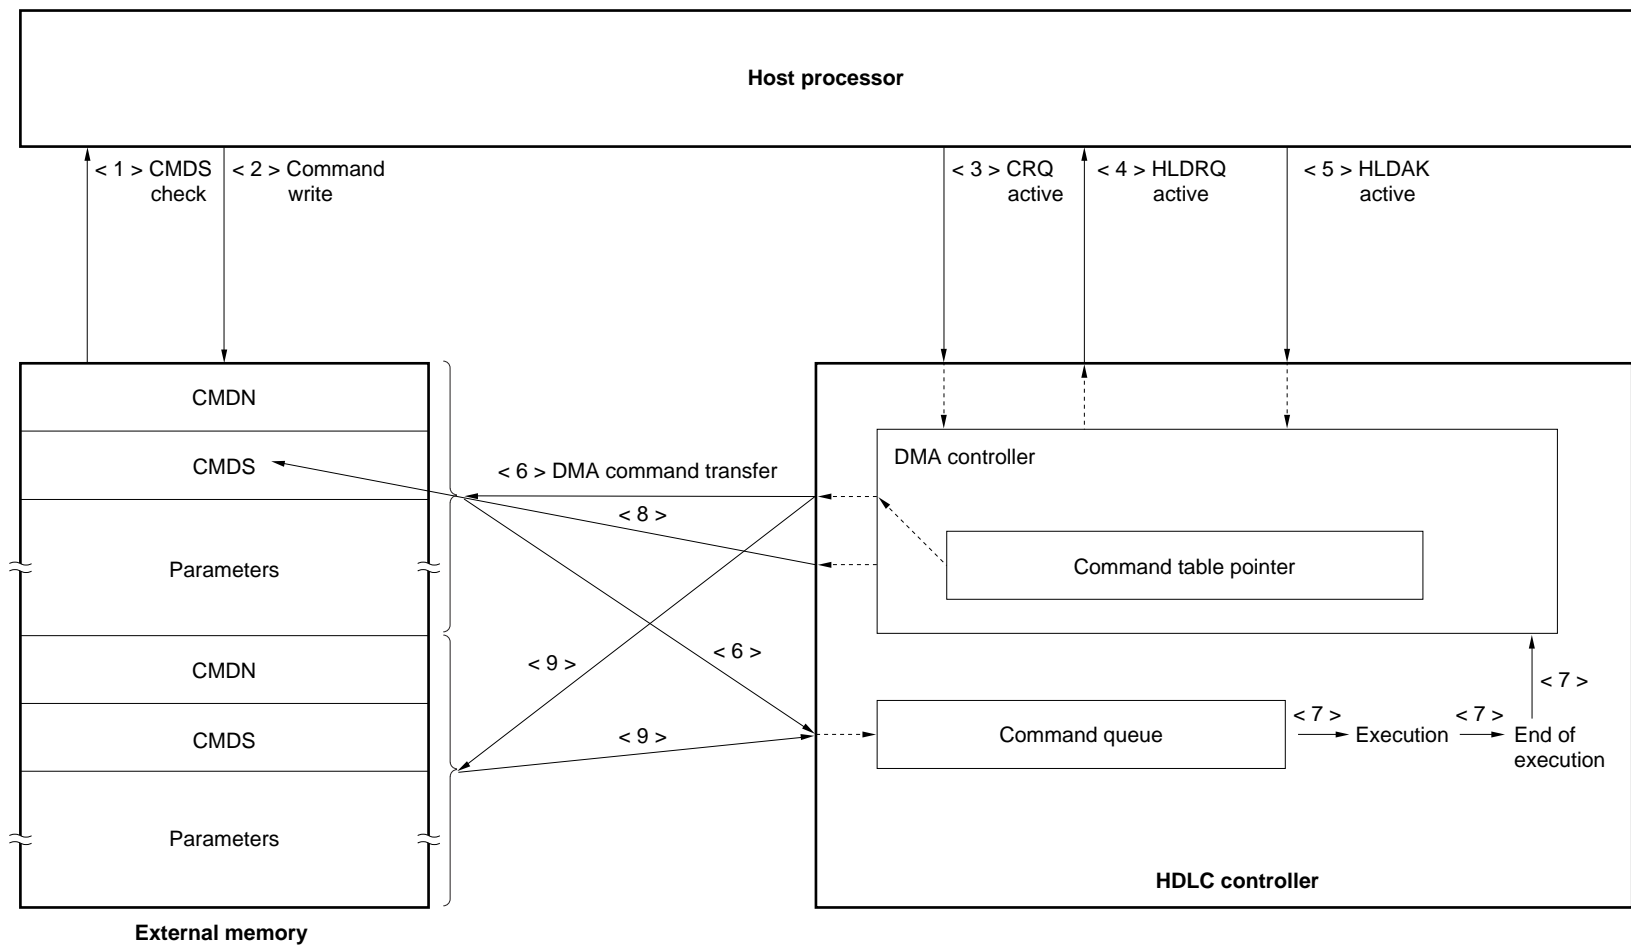 Host processor
< 1 > CMDS
check
< 2 > Command
write
< 3 > CRQ
active
< 4 > HLDRQ
active
< 5 > HLDAK
active
CMDN
CMDS
Parameters
CMDN
CMDS
Parameters
External memory
< 6 > DMA command transfer
< 8 >
< 9 >
< 6 >
< 9 >
DMA controller
Command table pointer
Command queue
< 7 >
Execution
< 7 >
End of
execution
< 7 >
HDLC controller